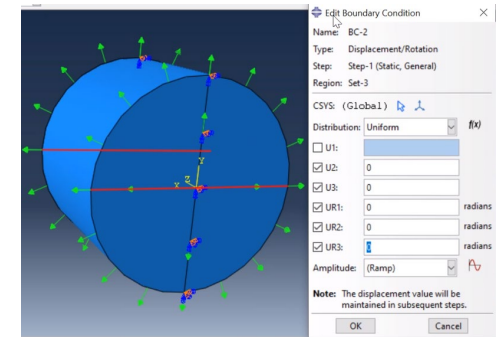 Edit Boundary Condition
Name: BC-2
Type: Displacement/Rotation
Step: Step-1 (Static, General)
Region: Set-3
CSYS: (Global)
Distribution: Uniform f(x)
U1:
U2: 0
U3: 0
UR1: 0 radians
UR2: 0 radians
UR3: 0 radians
Amplitude: (Ramp)
Note: The displacement value will be
maintained in subsequent steps.
OK Cancel
Y
Z